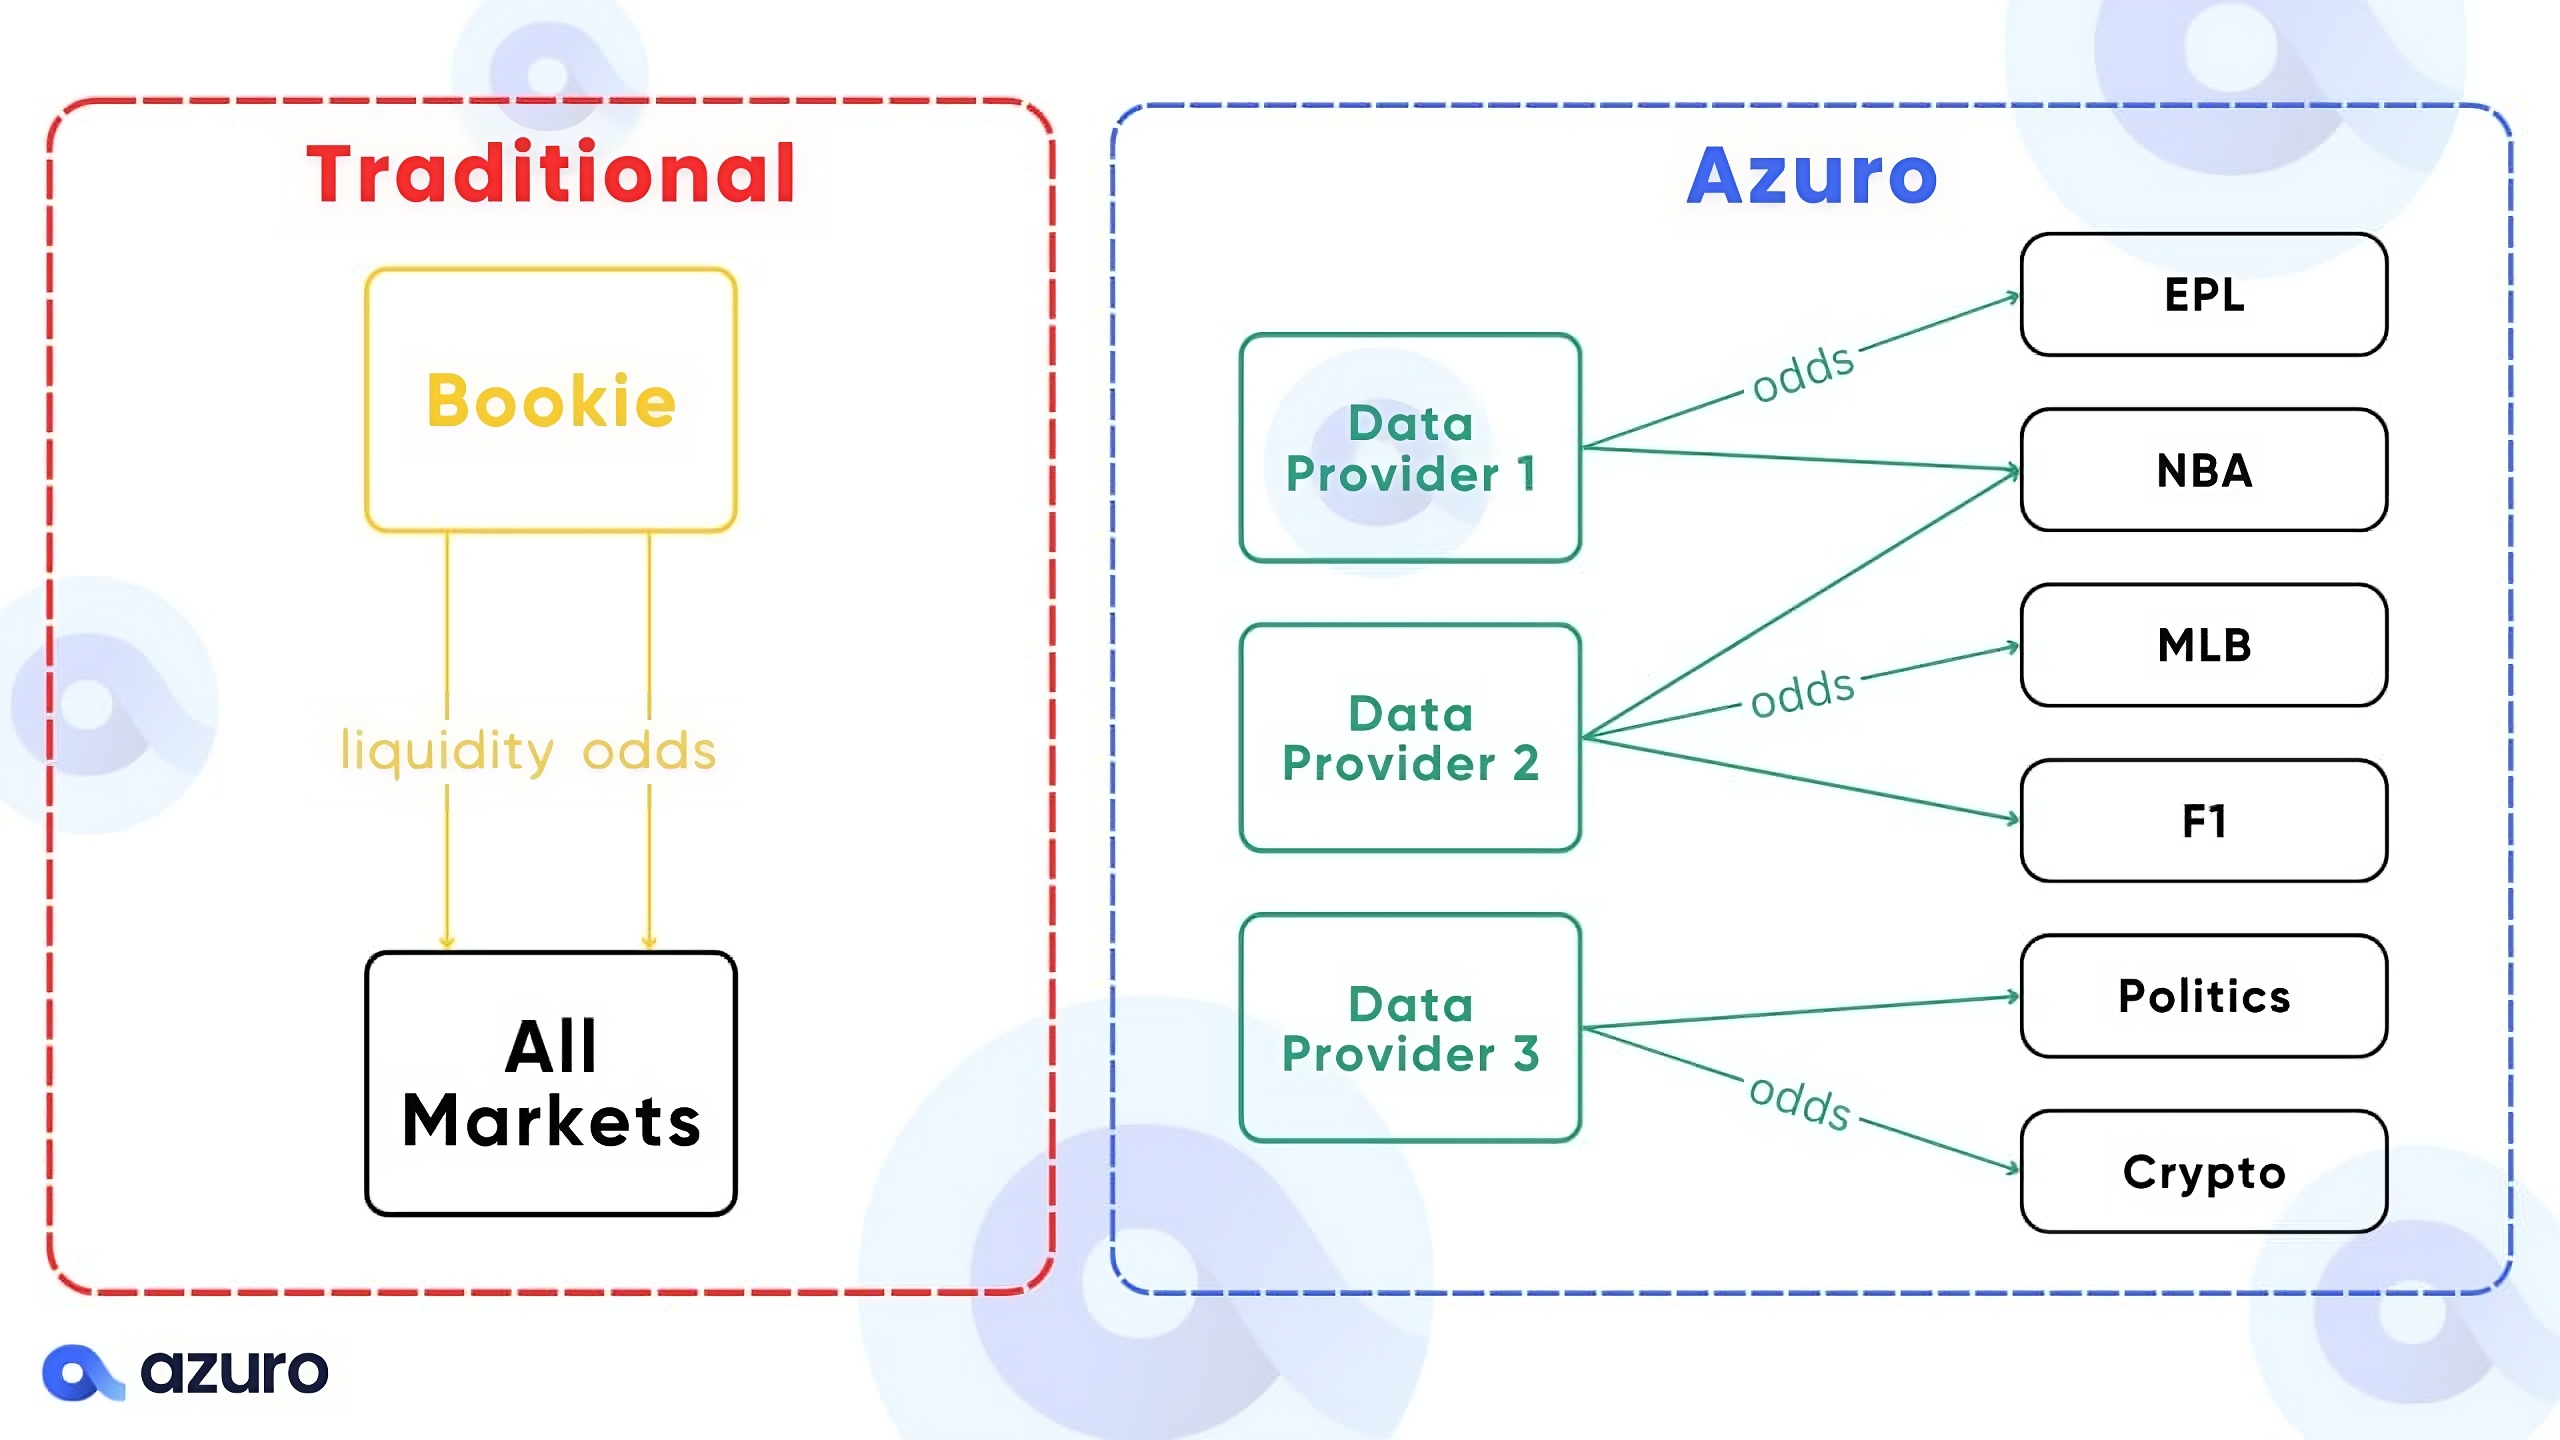 Traditional
Bookie
liquidity odds
All
Markets
Azuro
Data
Provider 1
Data
Provider 2
Data
Provider 3
odds
odds
odds
EPL
NBA
MLB
F1
Politics
Crypto
azuro